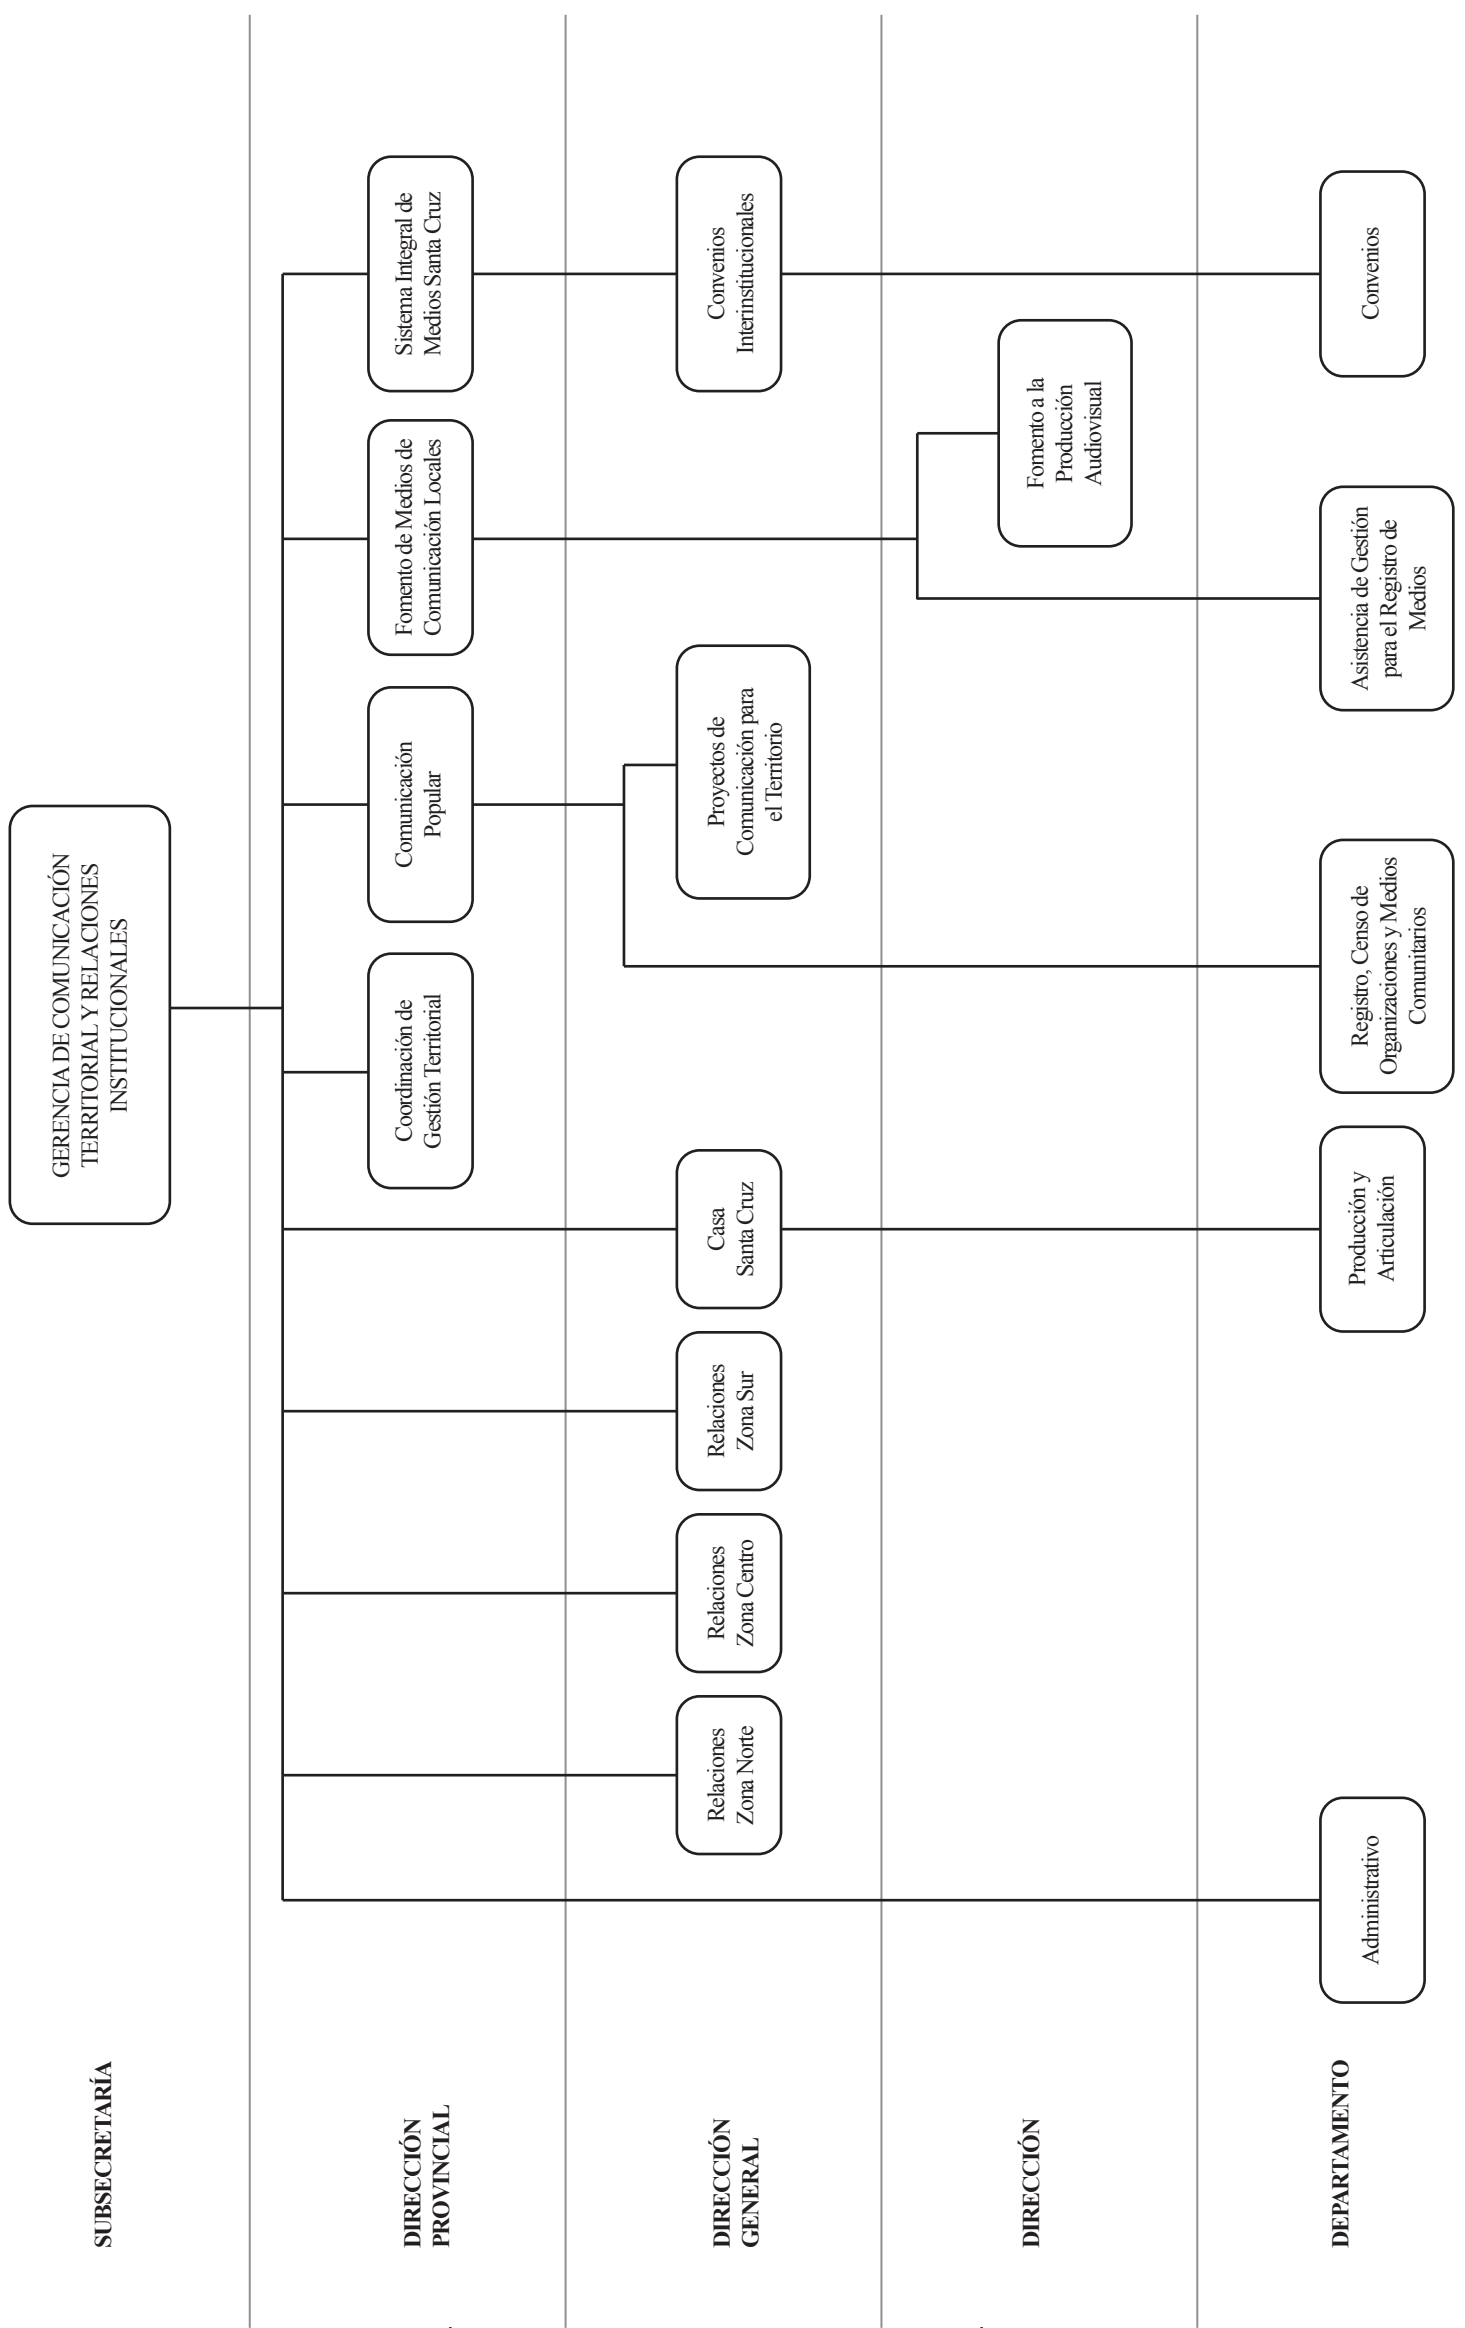 SUBSECRETARÍA
GERENCIA DE COMUNICACIÓN
TERRITORIAL Y RELACIONES
INSTITUCIONALES
DIRECCIÓN
PROVINCIAL
Coordinación de
Gestión Territorial
Comunicación
Popular
Fomento de Medios de
Comunicación Locales
Sistema Integral de
Medios Santa Cruz
DIRECCIÓN
GENERAL
Relaciones
Zona Norte
Relaciones
Zona Centro
Relaciones
Zona Sur
Casa
Santa Cruz
Proyectos de
Comunicación para
el Territorio
Convenios
Interinstitucionales
DIRECCIÓN
Fomento a la
Producción
Audiovisual
DEPARTAMENTO
Administrativo
Producción y
Articulación
Registro, Censo de
Organizaciones y Medios
Comunitarios
Asistencia de Gestión
para el Registro de
Medios
Convenios